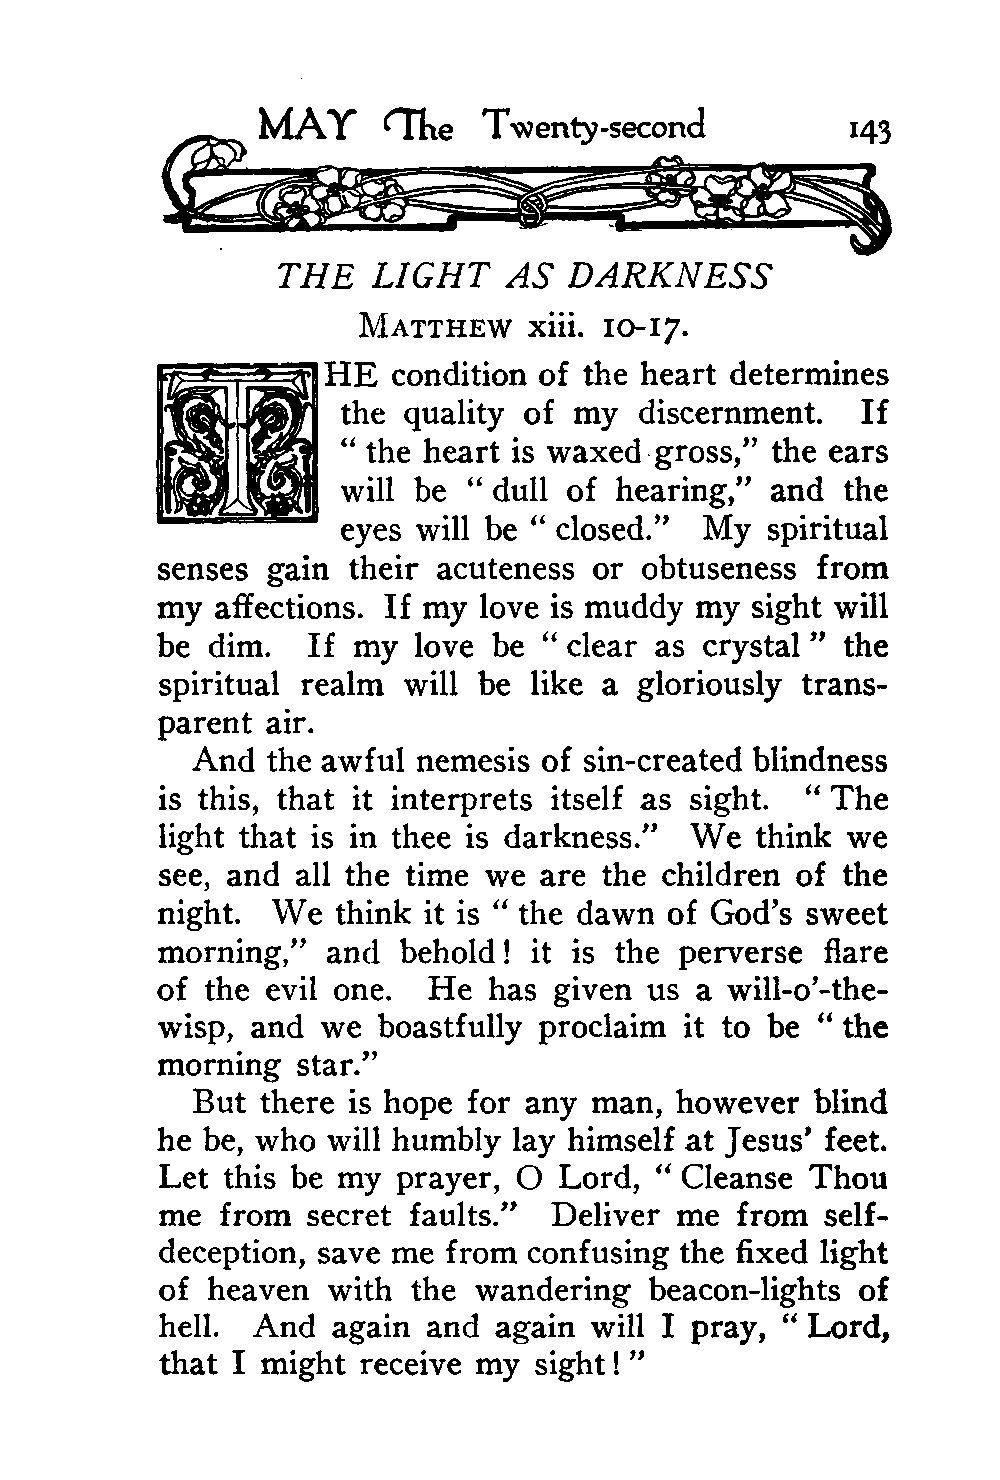 MAY The Twenty-second 143
THE LIGHT AS DARKNESS
MATTHEW xiii. 10-17.
THE condition of the heart determines
the quality of my discernment. If
“ the heart is waxed gross,” the ears
will be “ dull of hearing,” and the
eyes will be “ closed.” My spiritual
senses gain their acuteness or obtuseness from
my affections. If my love is muddy my sight will
be dim. If my love be “ clear as crystal ” the
spiritual realm will be like a gloriously trans-
parent air.
And the awful nemesis of sin-created blindness
is this, that it interprets itself as sight. “ The
light that is in thee is darkness.” We think we
see, and all the time we are the children of the
night. We think it is “ the dawn of God’s sweet
morning,” and behold! it is the perverse flare
of the evil one. He has given us a will-o’-the-
wisp, and we boastfully proclaim it to be “ the
morning star.”
But there is hope for any man, however blind
he be, who will humbly lay himself at Jesus’ feet.
Let this be my prayer, O Lord, “ Cleanse Thou
me from secret faults.” Deliver me from self-
deception, save me from confusing the fixed light
of heaven with the wandering beacon-lights of
hell. And again and again will I pray, “ Lord,
that I might receive my sight! ”